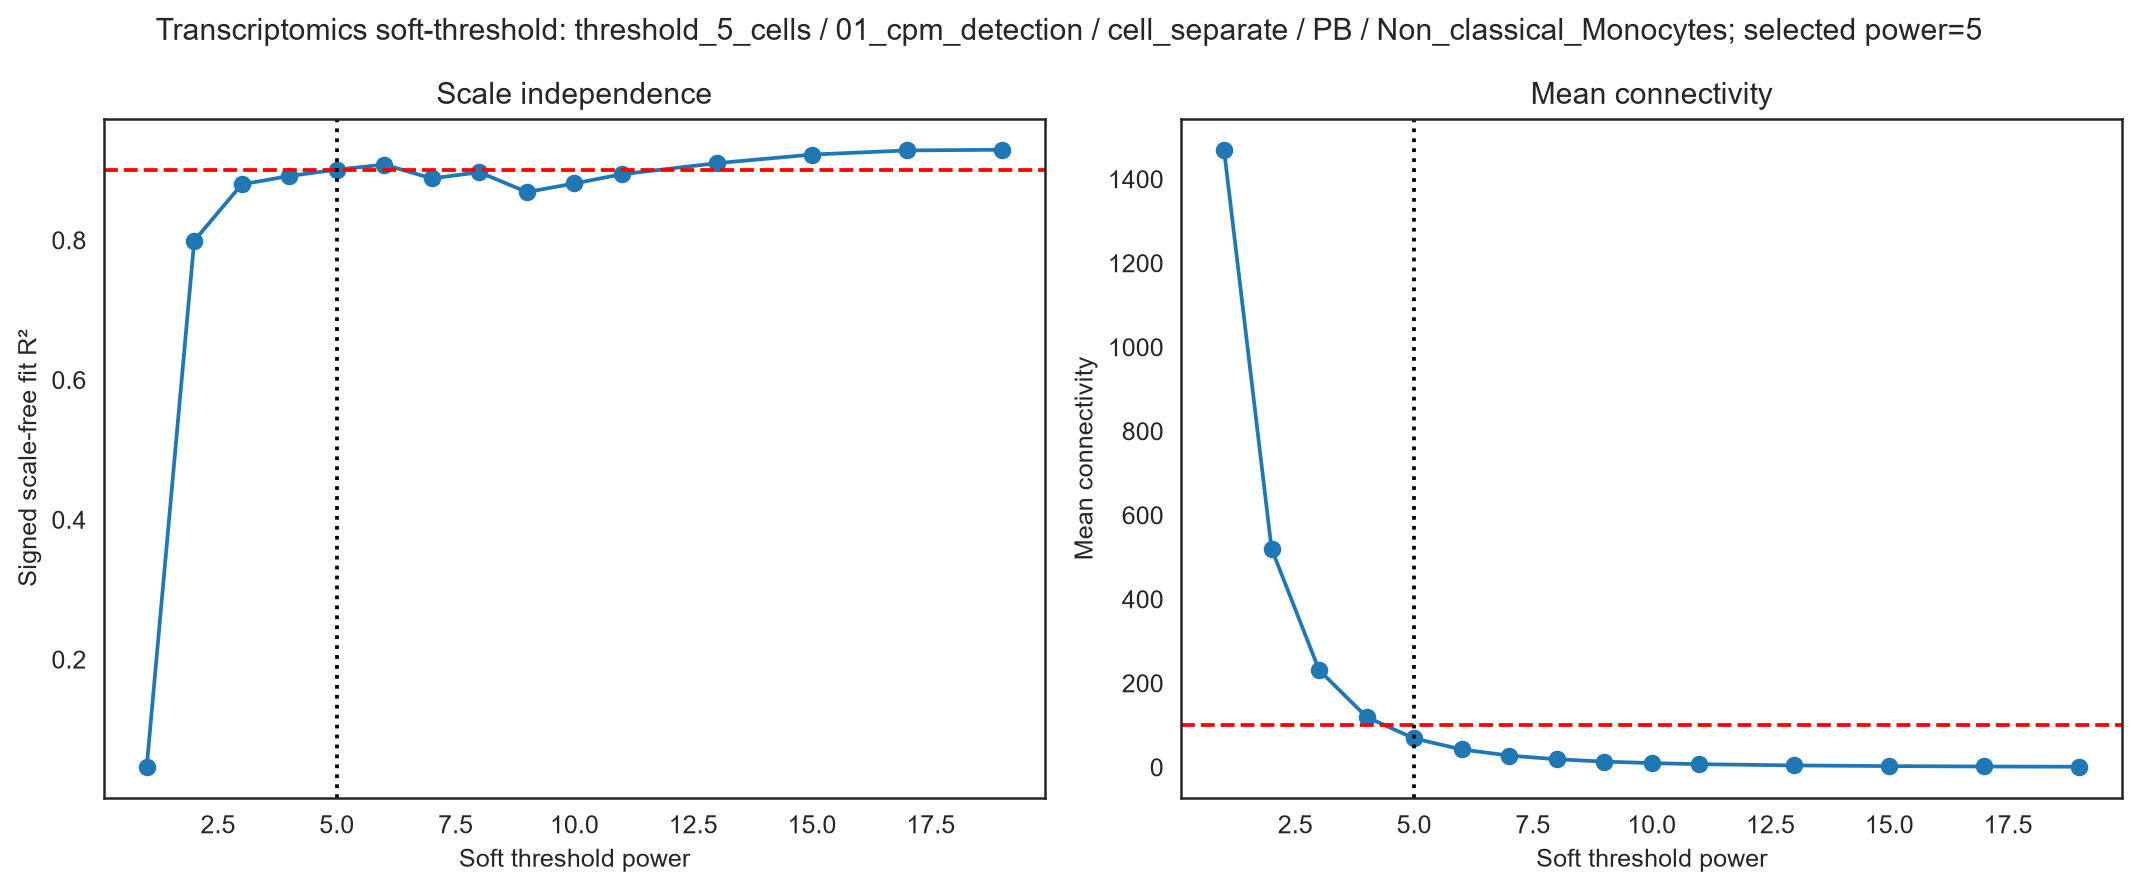 Transcriptomics soft-threshold: threshold_5_cells / 01_cpm_detection / cell_separate / PB / Non_classical_Monocytes; selected power=5
Scale independence
Signed scale-free fit R²
0.8
0.6
0.4
0.2
2.5 5.0 7.5 10.0 12.5 15.0 17.5
Soft threshold power
Mean connectivity
Mean connectivity
1400
1200
1000
800
600
400
200
0
2.5 5.0 7.5 10.0 12.5 15.0 17.5
Soft threshold power